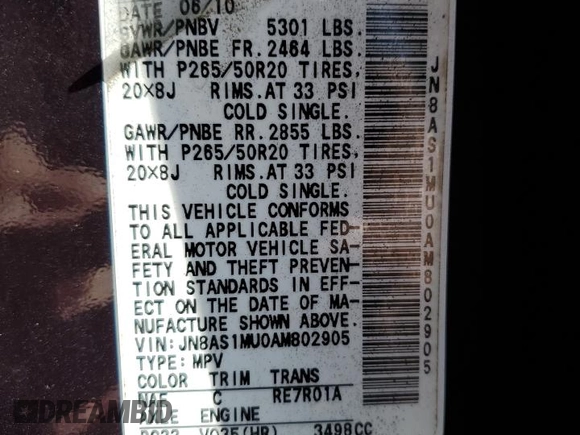 DATE 06/10
GVWR/PNBV 5301 LBS.
GAWR/PNBE FR. 2464 LBS.
WITH P265/50R20 TIRES,
20×8J RIMS. AT 33 PSI
COLD SINGLE.
GAWR/PNBE RR. 2855 LBS.
WITH P265/50R20 TIRES,
20×8J RIMS. AT 33 PSI
COLD SINGLE.
THIS VEHICLE CONFORMS
TO ALL APPLICABLE FED-
ERAL MOTOR VEHICLE SA-
FETY AND THEFT PREVEN-
TION STANDARDS IN EFF-
ECT ON THE DATE OF MA-
NUFACTURE SHOWN ABOVE.
VIN: JN8AS1MU0AM802905
TYPE: MPV
COLOR TRIM TRANS
C RE7R01A
ENGINE
VQ35(HR) 3498CC
JN8AS1MU0AM802905
DREAMBID